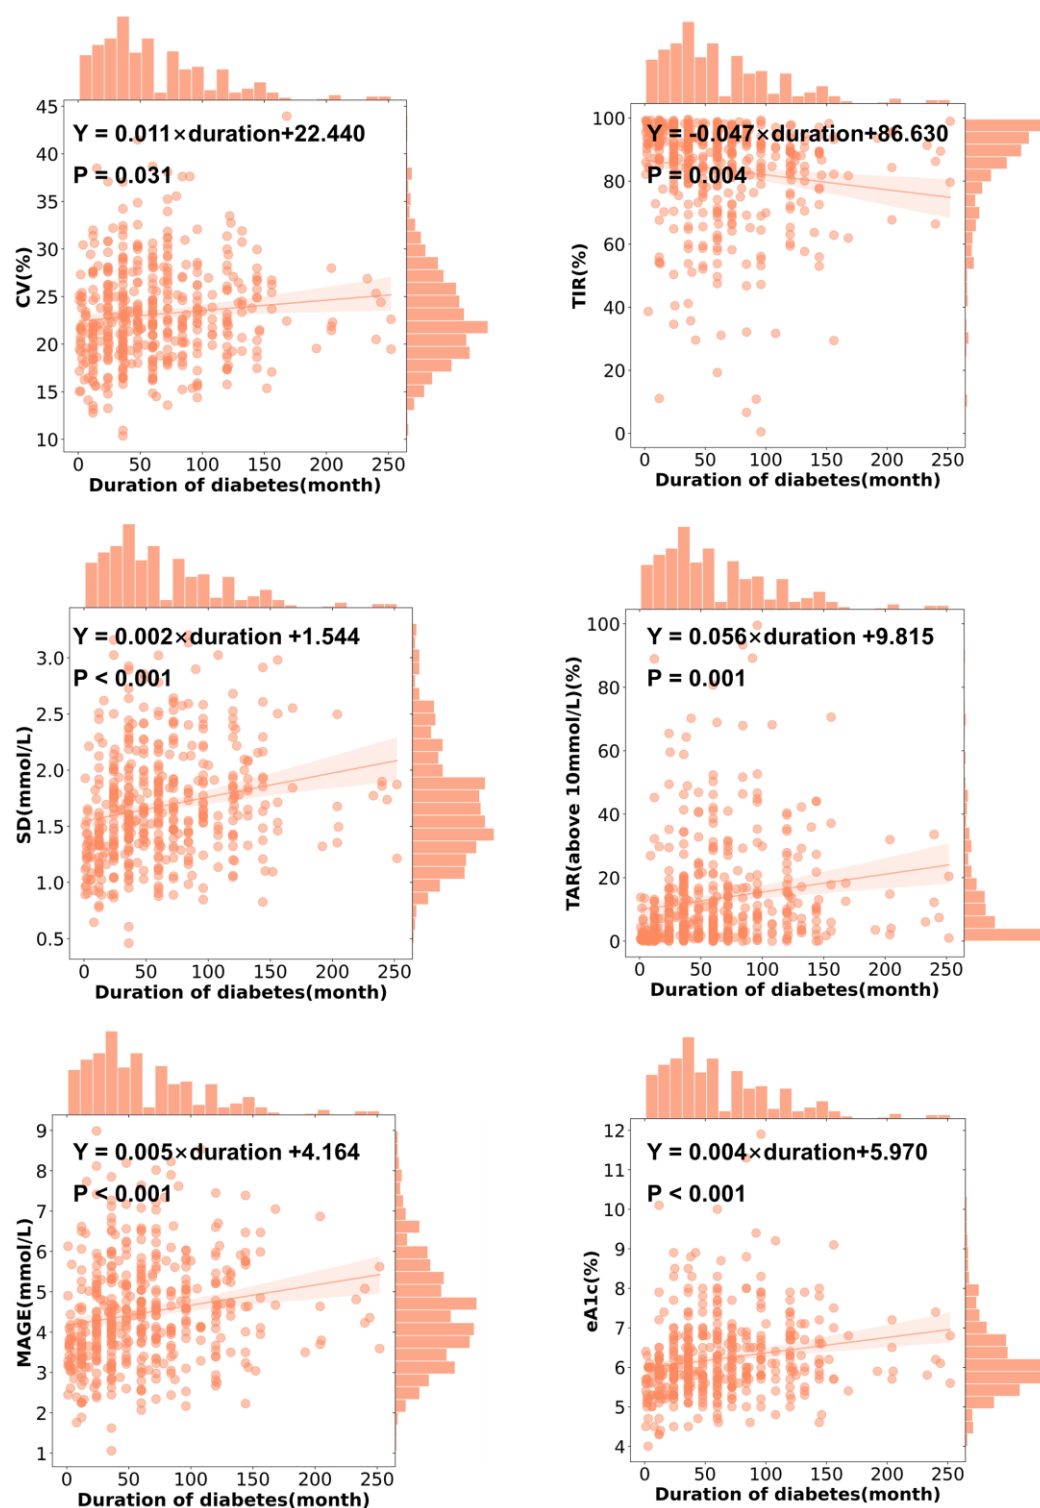 45
40
35
30
25
20
15
10
CV(%)
Y = 0.011×duration+22.440
P = 0.031
0 50 100 150 200 250
Duration of diabetes(month)
100
80
60
40
20
0
TIR(%)
Y = -0.047×duration+86.630
P = 0.004
0 50 100 150 200 250
Duration of diabetes(month)
3.0
2.5
2.0
1.5
1.0
0.5
SD(mmol/L)
Y = 0.002×duration +1.544
P < 0.001
0 50 100 150 200 250
Duration of diabetes(month)
100
80
60
40
20
0
TAR(above 10mmol/L)(%)
Y = 0.056×duration +9.815
P = 0.001
0 50 100 150 200 250
Duration of diabetes(month)
9
8
7
6
5
4
3
2
1
MAGE(mmol/L)
Y = 0.005×duration +4.164
P < 0.001
0 50 100 150 200 250
Duration of diabetes(month)
12
11
10
9
8
7
6
5
4
eA1c(%)
Y = 0.004×duration+5.970
P < 0.001
0 50 100 150 200 250
Duration of diabetes(month)